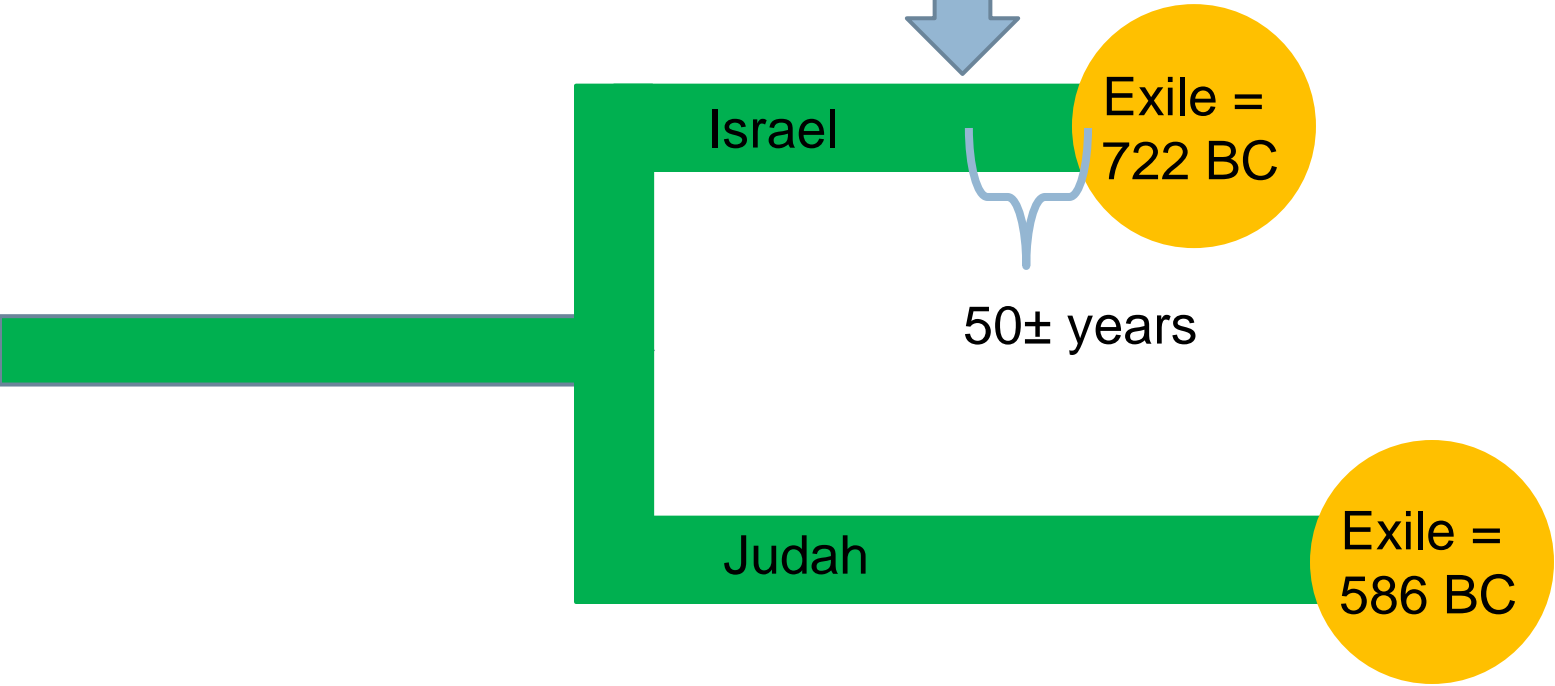 Israel
Exile =
722 BC
50± years
Judah
Exile =
586 BC